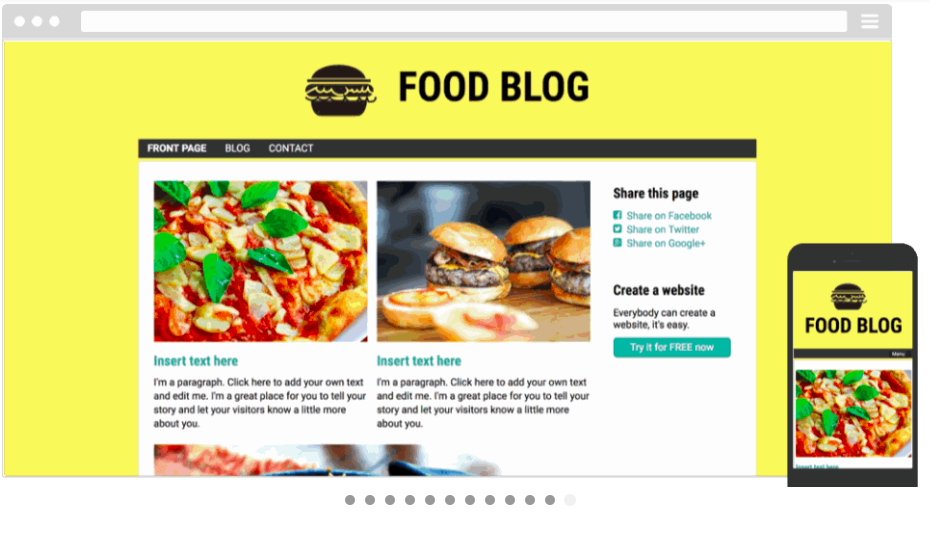 FOOD BLOG
FRONT PAGE BLOG CONTACT
Insert text here
I'm a paragraph. Click here to add your own text
and edit me. I'm a great place for you to tell your
story and let your visitors know a little more
about you.
Insert text here
I'm a paragraph. Click here to add your own text
and edit me. I'm a great place for you to tell your
story and let your visitors know a little more
about you.
Share this page
Share on Facebook
Share on Twitter
Share on Google+
Create a website
Everybody can create a
website, it's easy.
Try it for FREE now
FOOD BLOG
Menu
Insert text here